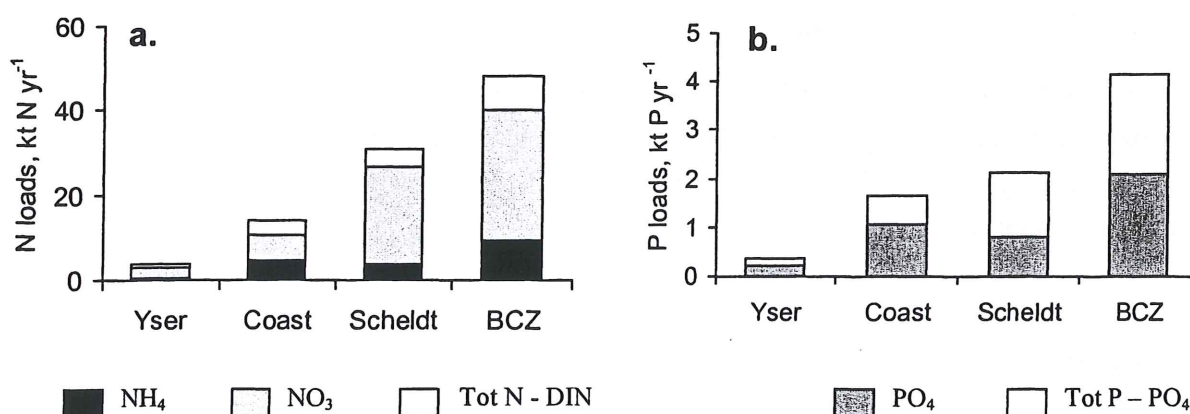 a.
N loads, kt N yr⁻¹
60
40
20
0
Yser Coast Scheldt BCZ
NH₄ NO₃ Tot N - DIN
b.
P loads, kt P yr⁻¹
5
4
3
2
1
0
Yser Coast Scheldt BCZ
PO₄ Tot P – PO₄